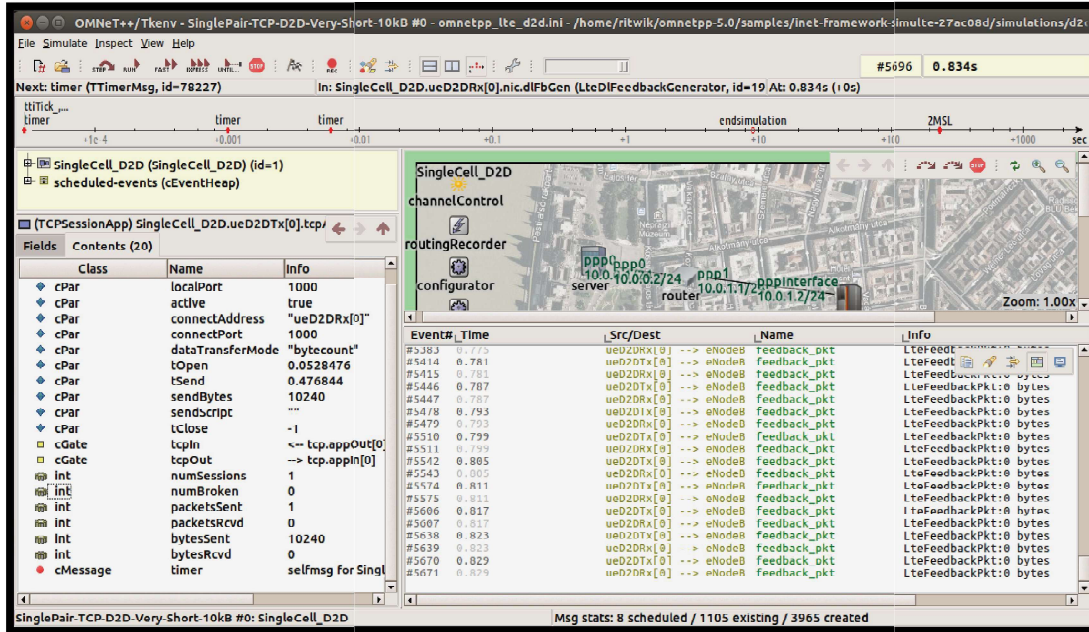 OMNeT++/Tkenv - SinglePair-TCP-D2D-Very-Short-10kB #0 - omnetpp_lte_d2d.ini - /home/ritwik/omnetpp-5.0/samples/inet-framework-simulte-27ac08d/simulations/d2
File Simulate Inspect View Help
STEP RUN FAST EXPRESS UNTIL... STOP REC #5696 0.834s
Next: timer (TTimerMsg, id=78227) In: SingleCell_D2D.ueD2DRx[0].nic.dlFbGen (LteDlFeedbackGenerator, id=19 At: 0.834s (+0s)
ttiTick_,...
timer timer timer endsimulation 2MSL
+1e-4 +0.001 +0.01 +0.1 +1 +10 +100 +1000 sec
SingleCell_D2D (SingleCell_D2D) (id=1)
scheduled-events (cEventHeap)
(TCPSessionApp) SingleCell_D2D.ueD2DTx[0].tcp
Fields Contents (20)
Class Name Info
cPar localPort 1000
cPar active true
cPar connectAddress "ueD2DRx[0]"
cPar connectPort 1000
cPar dataTransferMode "bytecount"
cPar tOpen 0.0528476
cPar tSend 0.476844
cPar sendBytes 10240
cPar sendScript ""
cPar tClose -1
cGate tcpIn <-- tcp.appOut[0]
cGate tcpOut --> tcp.appIn[0]
int numSessions 1
int numBroken 0
int packetsSent 1
int packetsRcvd 0
int bytesSent 10240
int bytesRcvd 0
cMessage timer selfmsg for Singl
SingleCell_D2D
channelControl
routingRecorder
configurator
ppp0 ppp0
10.0.0.2/24
server
router
ppp1
10.0.1.1/2
pppInterface
10.0.1.2/24
Zoom: 1.00x
Event# Time Src/Dest Name Info
#5383 0.775 ueD2DRx[0] --> eNodeB feedback_pkt
#5414 0.781 ueD2DTx[0] --> eNodeB feedback_pkt
#5415 0.781 ueD2DRx[0] --> eNodeB feedback_pkt LteFeedbackPkt:0 bytes
#5446 0.787 ueD2DTx[0] --> eNodeB feedback_pkt LteFeedbackPkt:0 bytes
#5447 0.787 ueD2DRx[0] --> eNodeB feedback_pkt LteFeedbackPkt:0 bytes
#5478 0.793 ueD2DTx[0] --> eNodeB feedback_pkt LteFeedbackPkt:0 bytes
#5479 0.793 ueD2DRx[0] --> eNodeB feedback_pkt LteFeedbackPkt:0 bytes
#5510 0.799 ueD2DTx[0] --> eNodeB feedback_pkt LteFeedbackPkt:0 bytes
#5511 0.799 ueD2DRx[0] --> eNodeB feedback_pkt LteFeedbackPkt:0 bytes
#5542 0.805 ueD2DTx[0] --> eNodeB feedback_pkt LteFeedbackPkt:0 bytes
#5543 0.805 ueD2DRx[0] --> eNodeB feedback_pkt LteFeedbackPkt:0 bytes
#5574 0.811 ueD2DTx[0] --> eNodeB feedback_pkt LteFeedbackPkt:0 bytes
#5575 0.811 ueD2DRx[0] --> eNodeB feedback_pkt LteFeedbackPkt:0 bytes
#5606 0.817 ueD2DTx[0] --> eNodeB feedback_pkt LteFeedbackPkt:0 bytes
#5607 0.817 ueD2DRx[0] --> eNodeB feedback_pkt LteFeedbackPkt:0 bytes
#5638 0.823 ueD2DTx[0] --> eNodeB feedback_pkt LteFeedbackPkt:0 bytes
#5639 0.823 ueD2DRx[0] --> eNodeB feedback_pkt LteFeedbackPkt:0 bytes
#5670 0.829 ueD2DTx[0] --> eNodeB feedback_pkt LteFeedbackPkt:0 bytes
#5671 0.829 ueD2DRx[0] --> eNodeB feedback_pkt LteFeedbackPkt:0 bytes
SinglePair-TCP-D2D-Very-Short-10kB #0: SingleCell_D2D Msg stats: 8 scheduled / 1105 existing / 3965 created